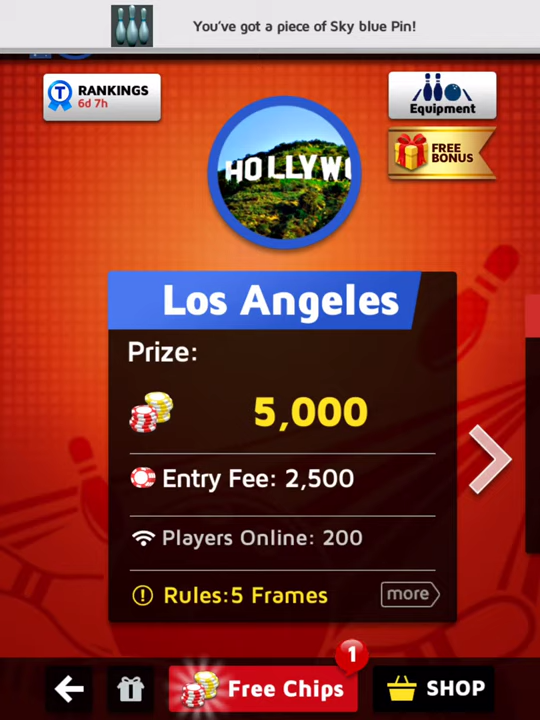 You've got a piece of Sky blue Pin!
T RANKINGS
6d 7h
Equipment
FREE
BONUS
HOLLYW
Los Angeles
Prize:
5,000
Entry Fee: 2,500
Players Online: 200
Rules:5 Frames
more
1
Free Chips
SHOP